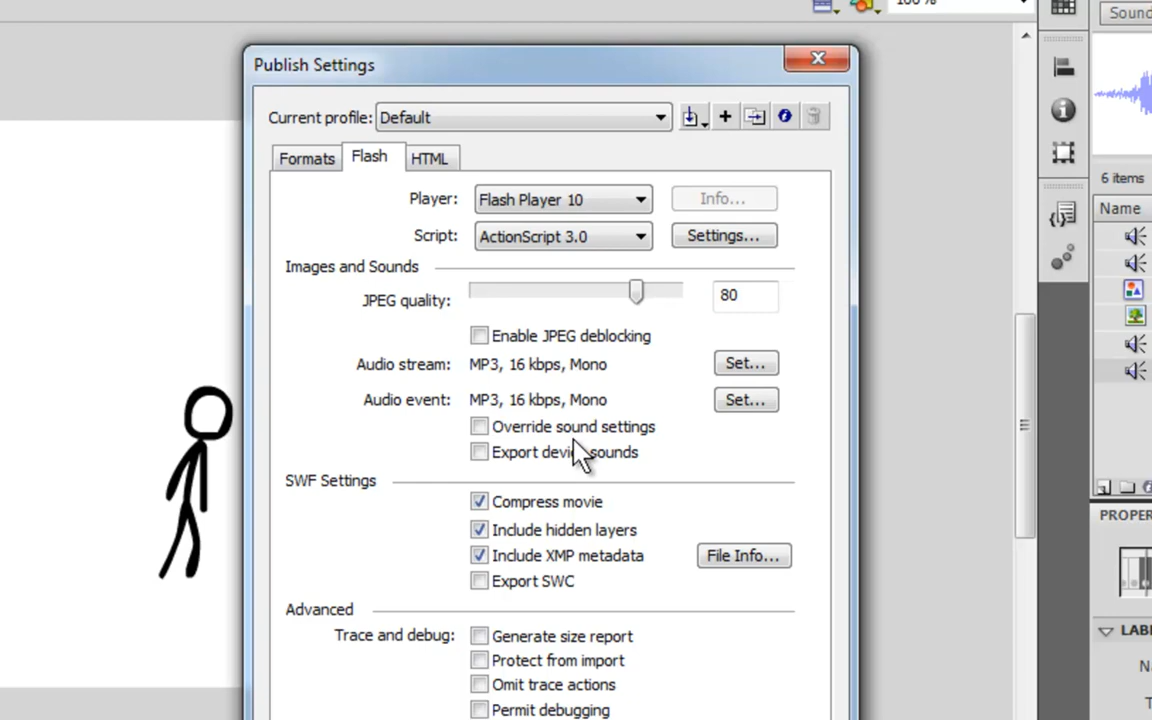 100%
Sound
Publish Settings
Current profile: Default
Formats Flash HTML
Player: Flash Player 10 Info...
Script: ActionScript 3.0 Settings...
Images and Sounds
JPEG quality: 80
Enable JPEG deblocking
Audio stream: MP3, 16 kbps, Mono Set...
Audio event: MP3, 16 kbps, Mono Set...
Override sound settings
Export sounds
SWF Settings
Compress movie
Include hidden layers
Include XMP metadata File Info...
Export SWC
Advanced
Trace and debug: Generate size report
Protect from import
Omit trace actions
Permit debugging
6 items
Name
PROPER
LAB